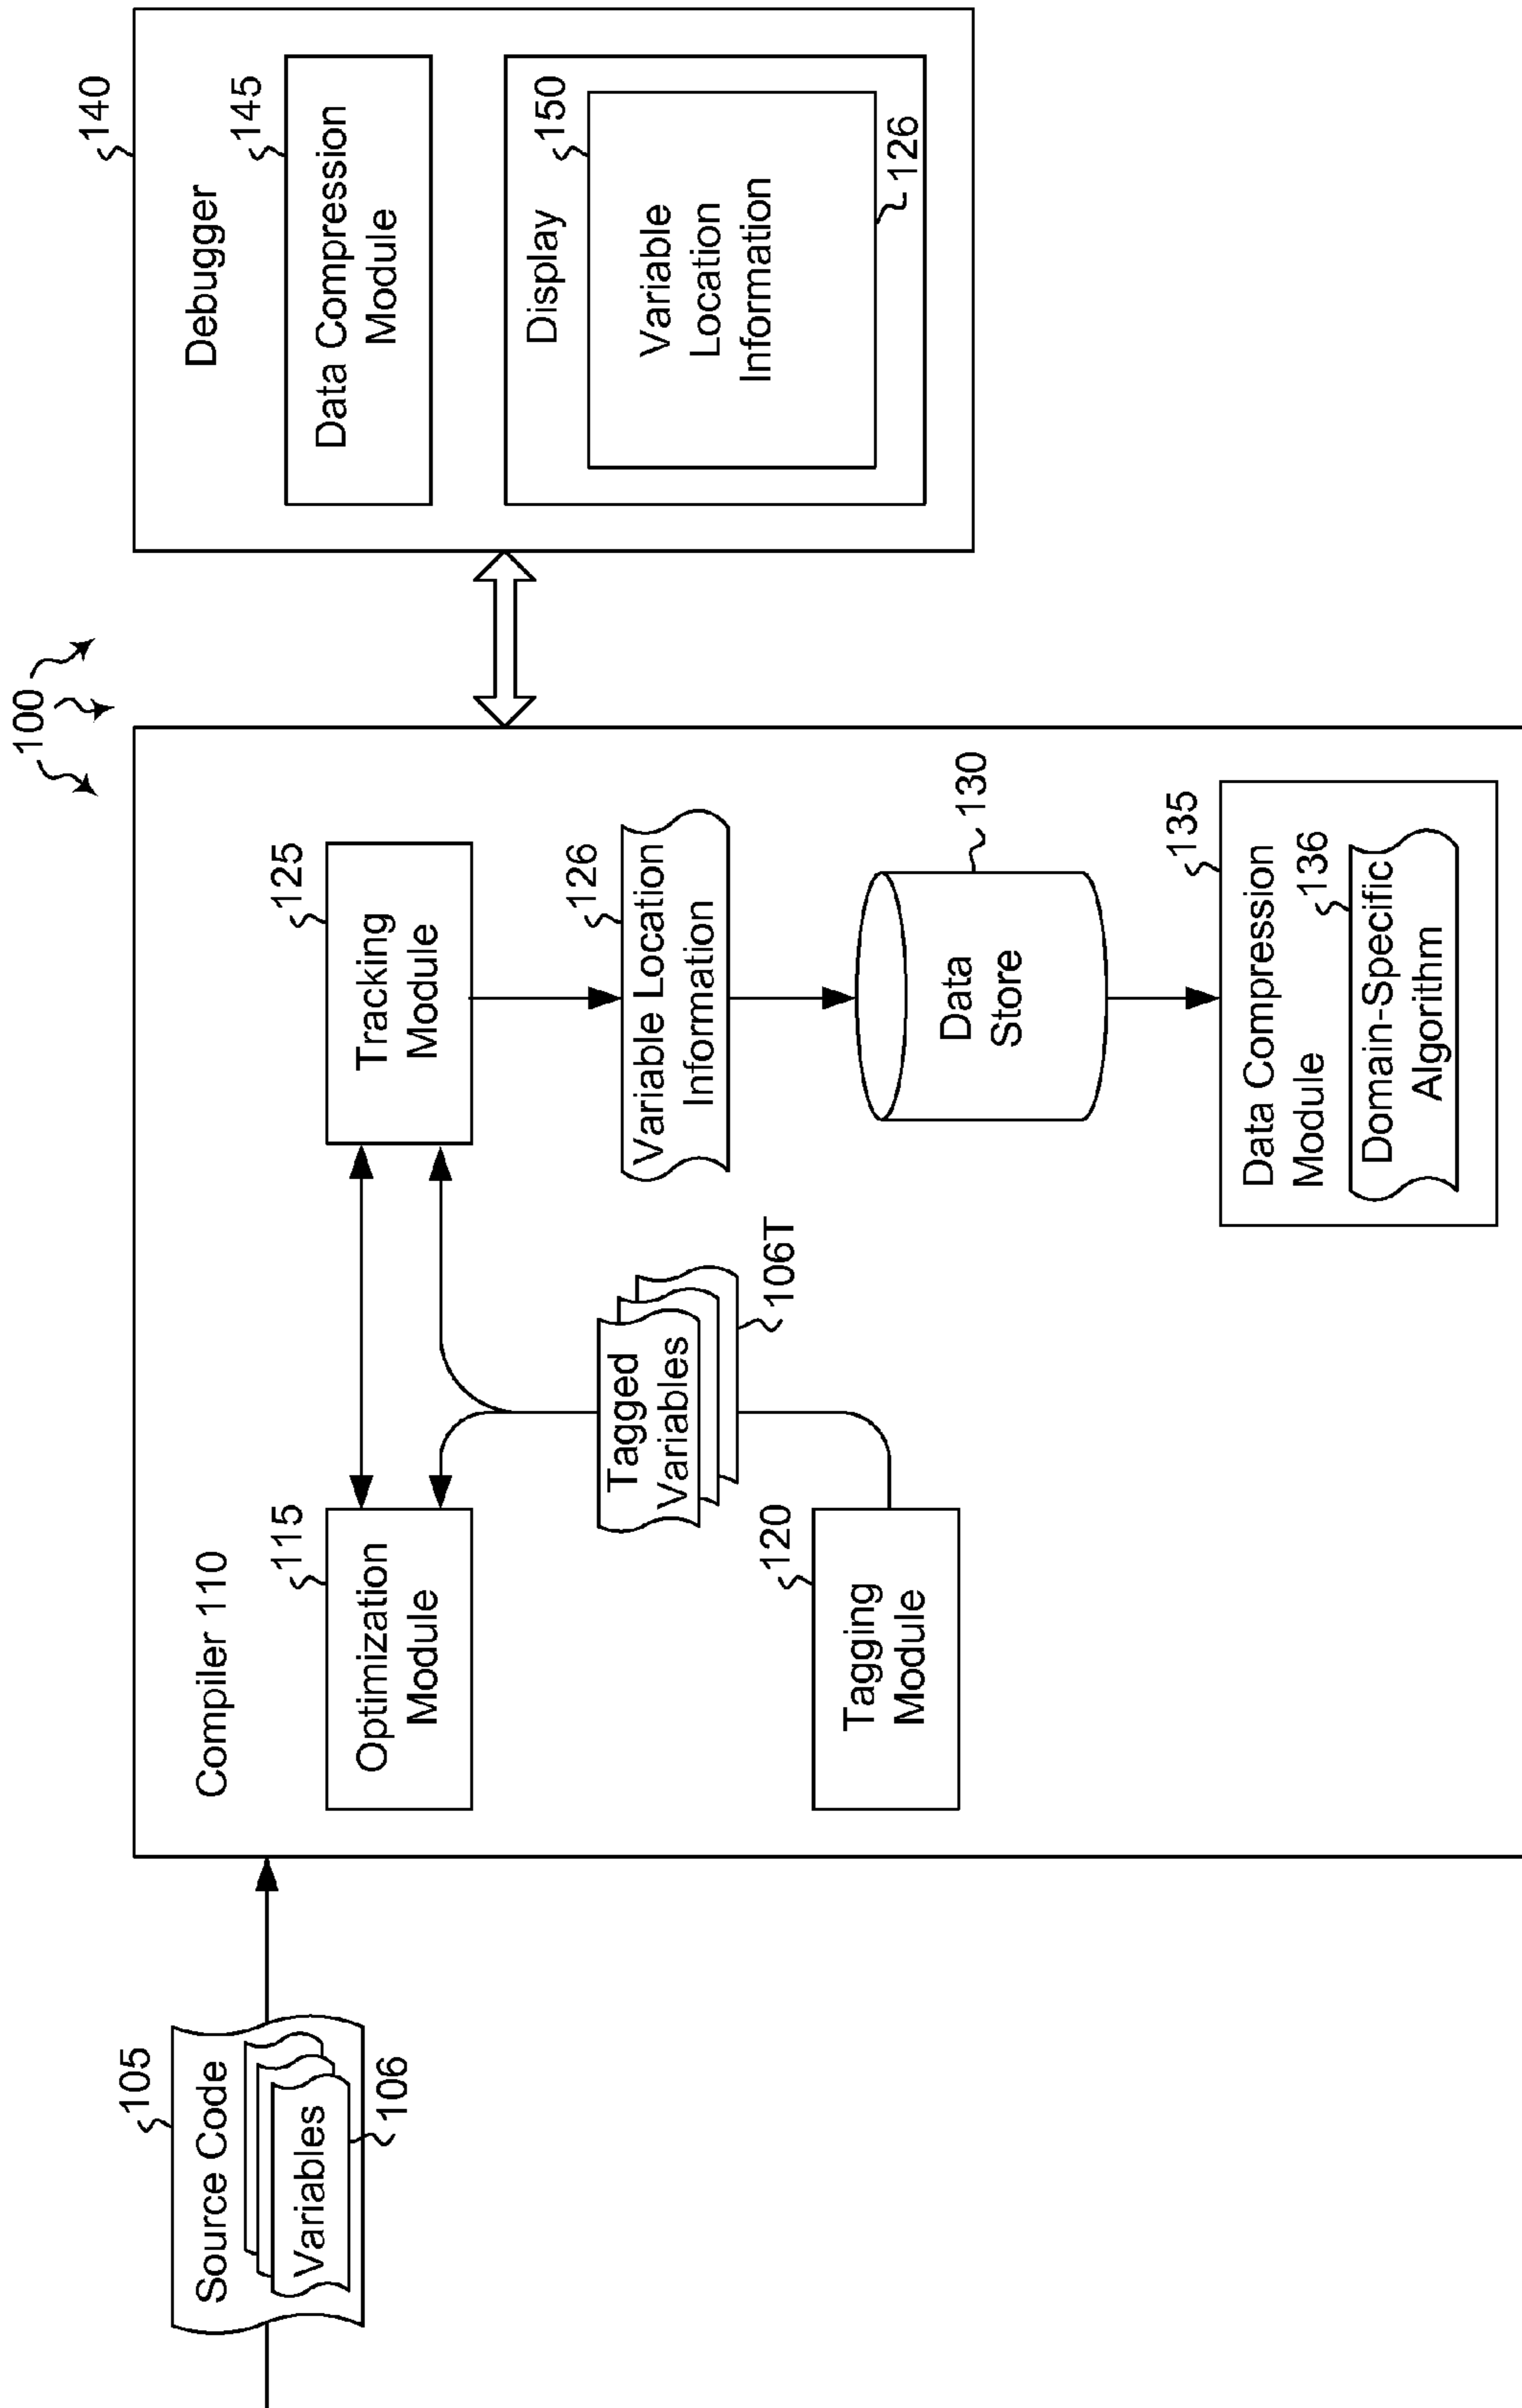 100
105
Source Code
Variables
106
Compiler 110
115
Optimization
Module
120
Tagging
Module
Tagged
Variables
106T
125
Tracking
Module
126
Variable Location
Information
130
Data
Store
135
Data Compression
Module
136
Domain-Specific
Algorithm
140
Debugger
145
Data Compression
Module
Display
150
Variable
Location
Information
126